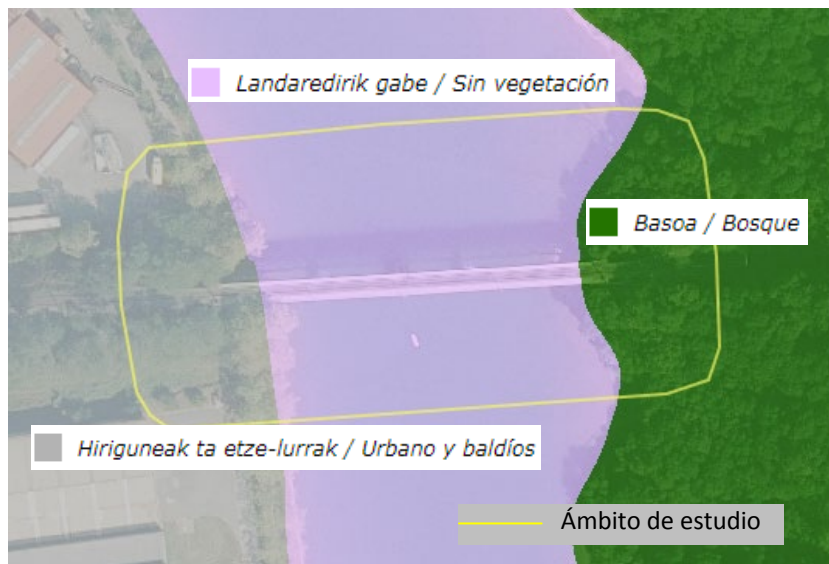 Landaredirik gabe / Sin vegetación
Basoa / Bosque
Hiriguneak ta etze-lurrak / Urbano y baldíos
Ámbito de estudio